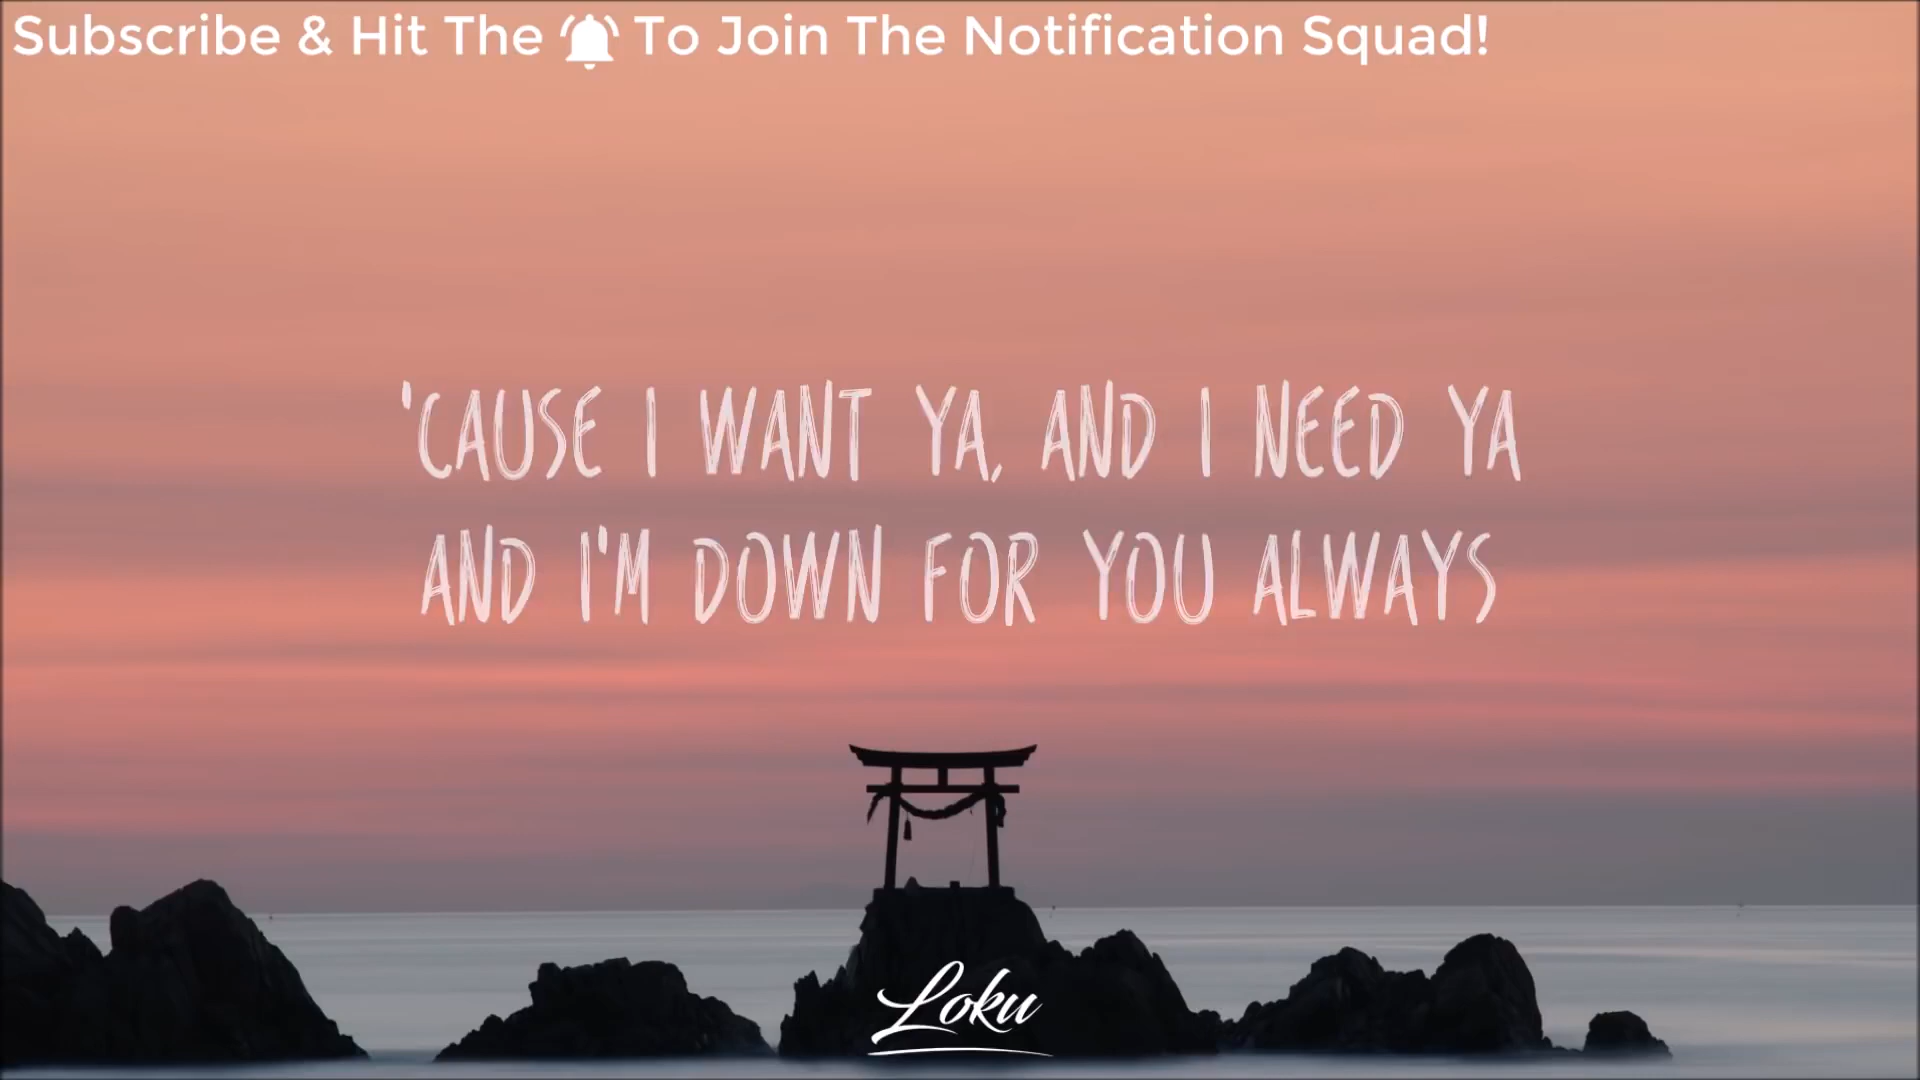 Subscribe & Hit The To Join The Notification Squad!
'CAUSE I WANT YA, AND I NEED YA
AND I'M DOWN FOR YOU ALWAYS
Loku